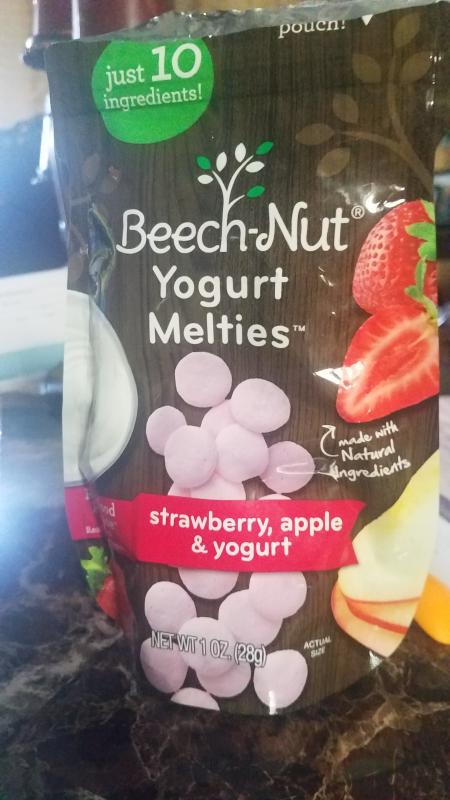 pouch!
just 10
ingredients!
Beech-Nut®
Yogurt
Melties™
made with
Natural
Ingredients
strawberry, apple
& yogurt
NET WT 1 OZ. (28g)
ACTUAL
SIZE